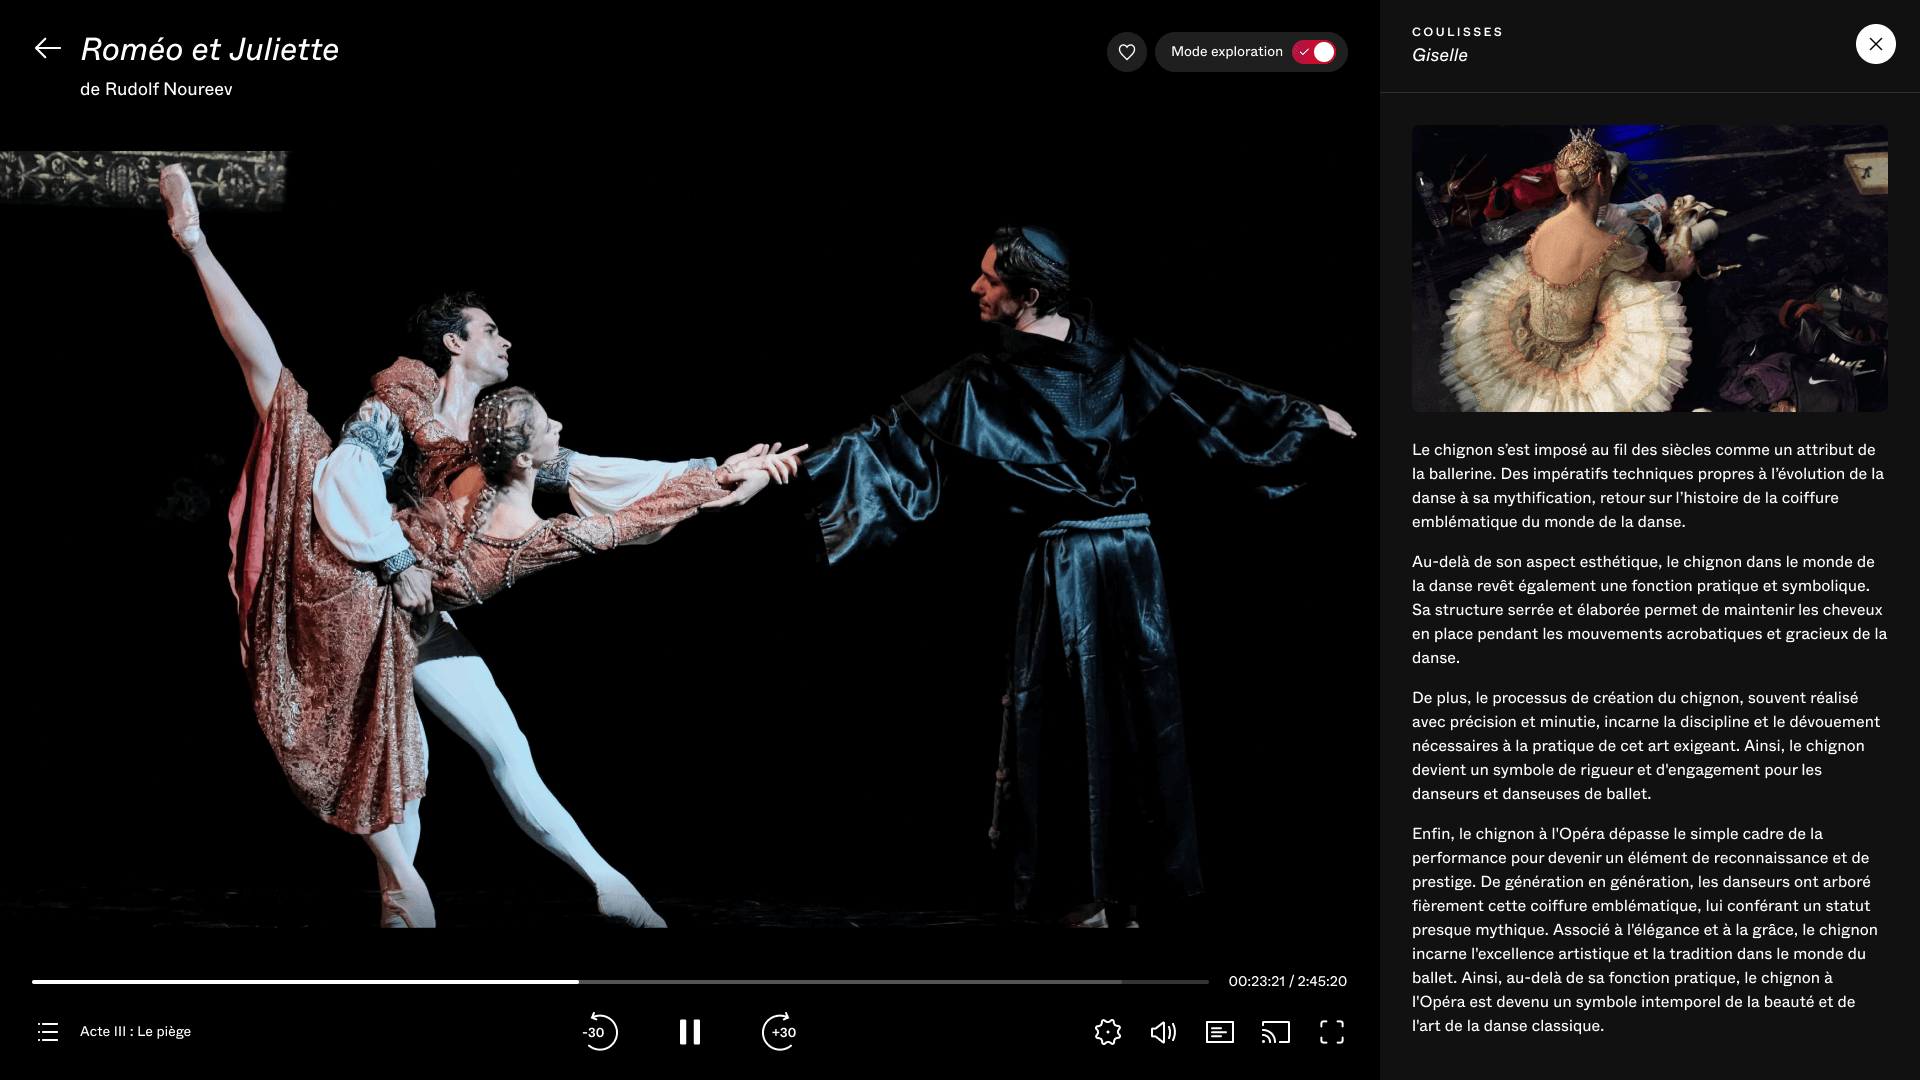 Roméo et Juliette
de Rudolf Noureev
Mode exploration
00:23:21 / 2:45:20
Acte III : Le piège
-30
+30
COULISSES
Giselle
NIKE
Le chignon s’est imposé au fil des siècles comme un attribut de
la ballerine. Des impératifs techniques propres à l’évolution de la
danse à sa mythification, retour sur l’histoire de la coiffure
emblématique du monde de la danse.
Au-delà de son aspect esthétique, le chignon dans le monde de
la danse revêt également une fonction pratique et symbolique.
Sa structure serrée et élaborée permet de maintenir les cheveux
en place pendant les mouvements acrobatiques et gracieux de la
danse.
De plus, le processus de création du chignon, souvent réalisé
avec précision et minutie, incarne la discipline et le dévouement
nécessaires à la pratique de cet art exigeant. Ainsi, le chignon
devient un symbole de rigueur et d'engagement pour les
danseurs et danseuses de ballet.
Enfin, le chignon à l'Opéra dépasse le simple cadre de la
performance pour devenir un élément de reconnaissance et de
prestige. De génération en génération, les danseurs ont arboré
fièrement cette coiffure emblématique, lui conférant un statut
presque mythique. Associé à l'élégance et à la grâce, le chignon
incarne l'excellence artistique et la tradition dans le monde du
ballet. Ainsi, au-delà de sa fonction pratique, le chignon à
l'Opéra est devenu un symbole intemporel de la beauté et de
l'art de la danse classique.